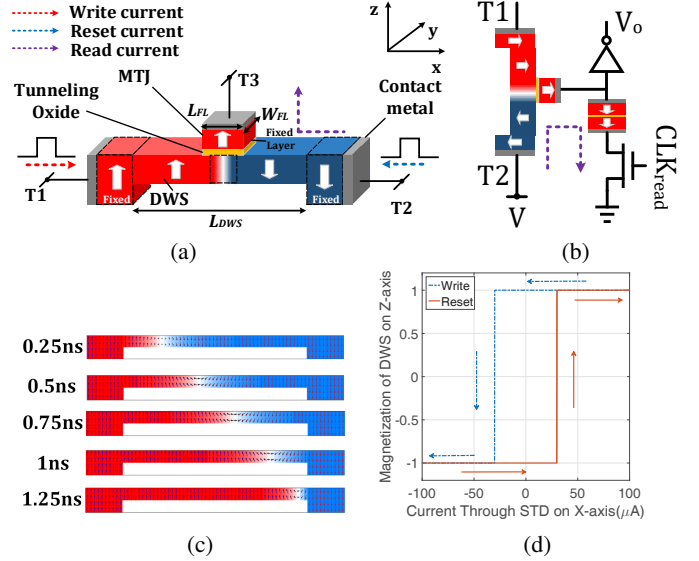 Write current
Reset current
Read current
MTJ
Tunneling
Oxide
L_FL
W_FL
T3
Fixed
Layer
z
y
x
Contact
metal
T1
Fixed
DWS
L_DWS
Fixed
T2
(a)
T1
V_o
T2
V
CLK_read
(b)
0.25ns
0.5ns
0.75ns
1ns
1.25ns
(c)
Write
Reset
Magnetization of DWS on Z-axis
1
0.5
0
-0.5
-1
-100
-50
0
50
100
Current Through STD on X-axis(μA)
(d)